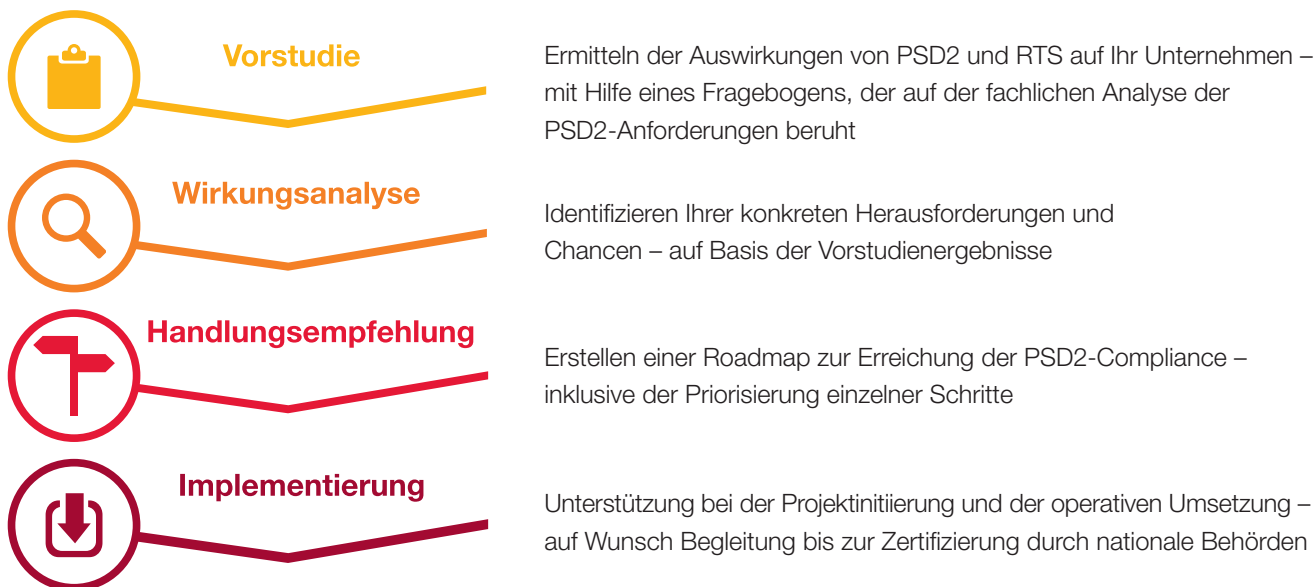 Vorstudie
Ermitteln der Auswirkungen von PSD2 und RTS auf Ihr Unternehmen –
mit Hilfe eines Fragebogens, der auf der fachlichen Analyse der
PSD2-Anforderungen beruht
Wirkungsanalyse
Identifizieren Ihrer konkreten Herausforderungen und
Chancen – auf Basis der Vorstudienergebnisse
Handlungsempfehlung
Erstellen einer Roadmap zur Erreichung der PSD2-Compliance –
inklusive der Priorisierung einzelner Schritte
Implementierung
Unterstützung bei der Projektinitiierung und der operativen Umsetzung –
auf Wunsch Begleitung bis zur Zertifizierung durch nationale Behörden